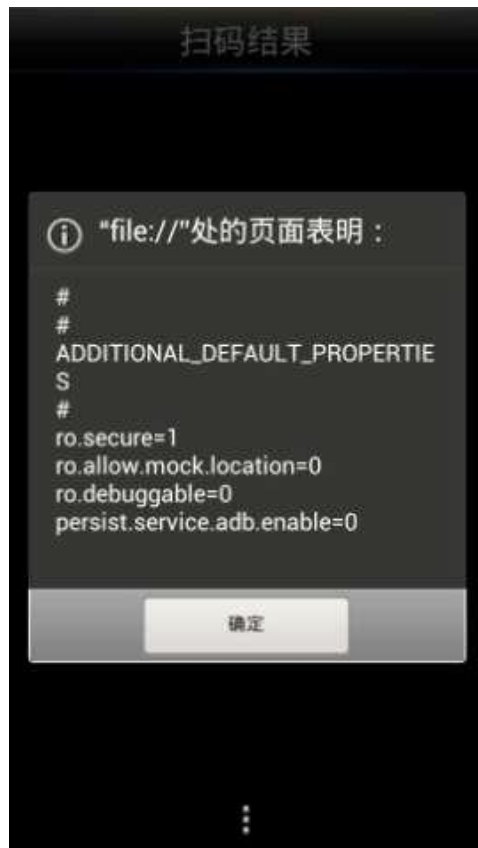 扫码结果
“file://”处的页面表明：
#
#
ADDITIONAL_DEFAULT_PROPERTIE
S
#
ro.secure=1
ro.allow.mock.location=0
ro.debuggable=0
persist.service.adb.enable=0
确定